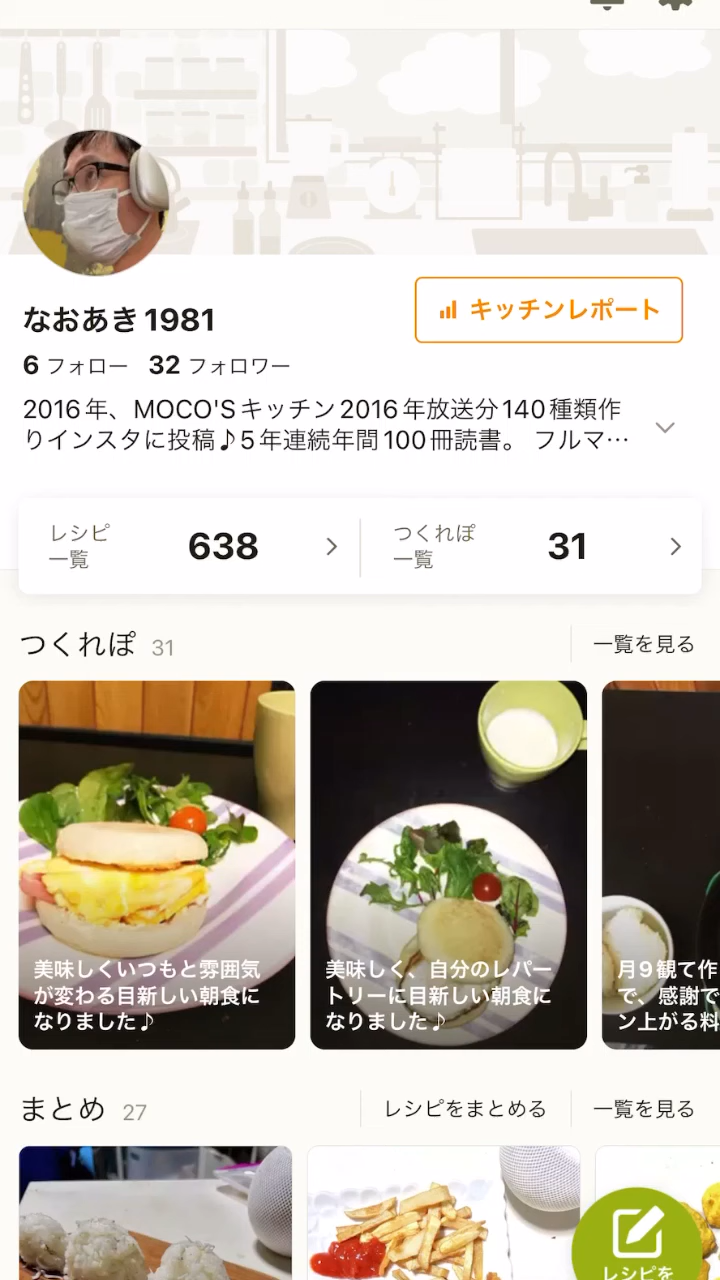 なおあき1981
キッチンレポート
6 フォロー 32 フォロワー
2016年、MOCO'Sキッチン2016年放送分140種類作
りインスタに投稿♪5年連続年間100冊読書。 フルマ…
レシピ
一覧
638
つくれぽ
一覧
31
つくれぽ 31
一覧を見る
美味しくいつもと雰囲気
が変わる目新しい朝食に
なりました♪
美味しく、自分のレパー
トリーに目新しい朝食に
なりました♪
月9観て作
で、感謝で
ン上がる料
まとめ 27
レシピをまとめる
一覧を見る
レシピを